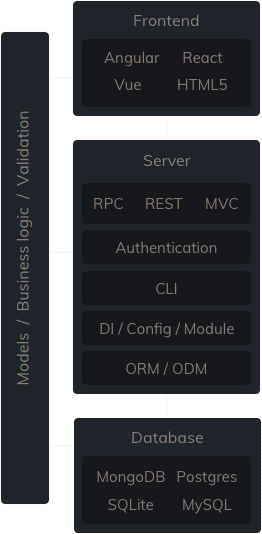 Models / Business logic / Validation
Frontend
Angular React
Vue HTML5
Server
RPC REST MVC
Authentication
CLI
DI / Config / Module
ORM / ODM
Database
MongoDB Postgres
SQLite MySQL